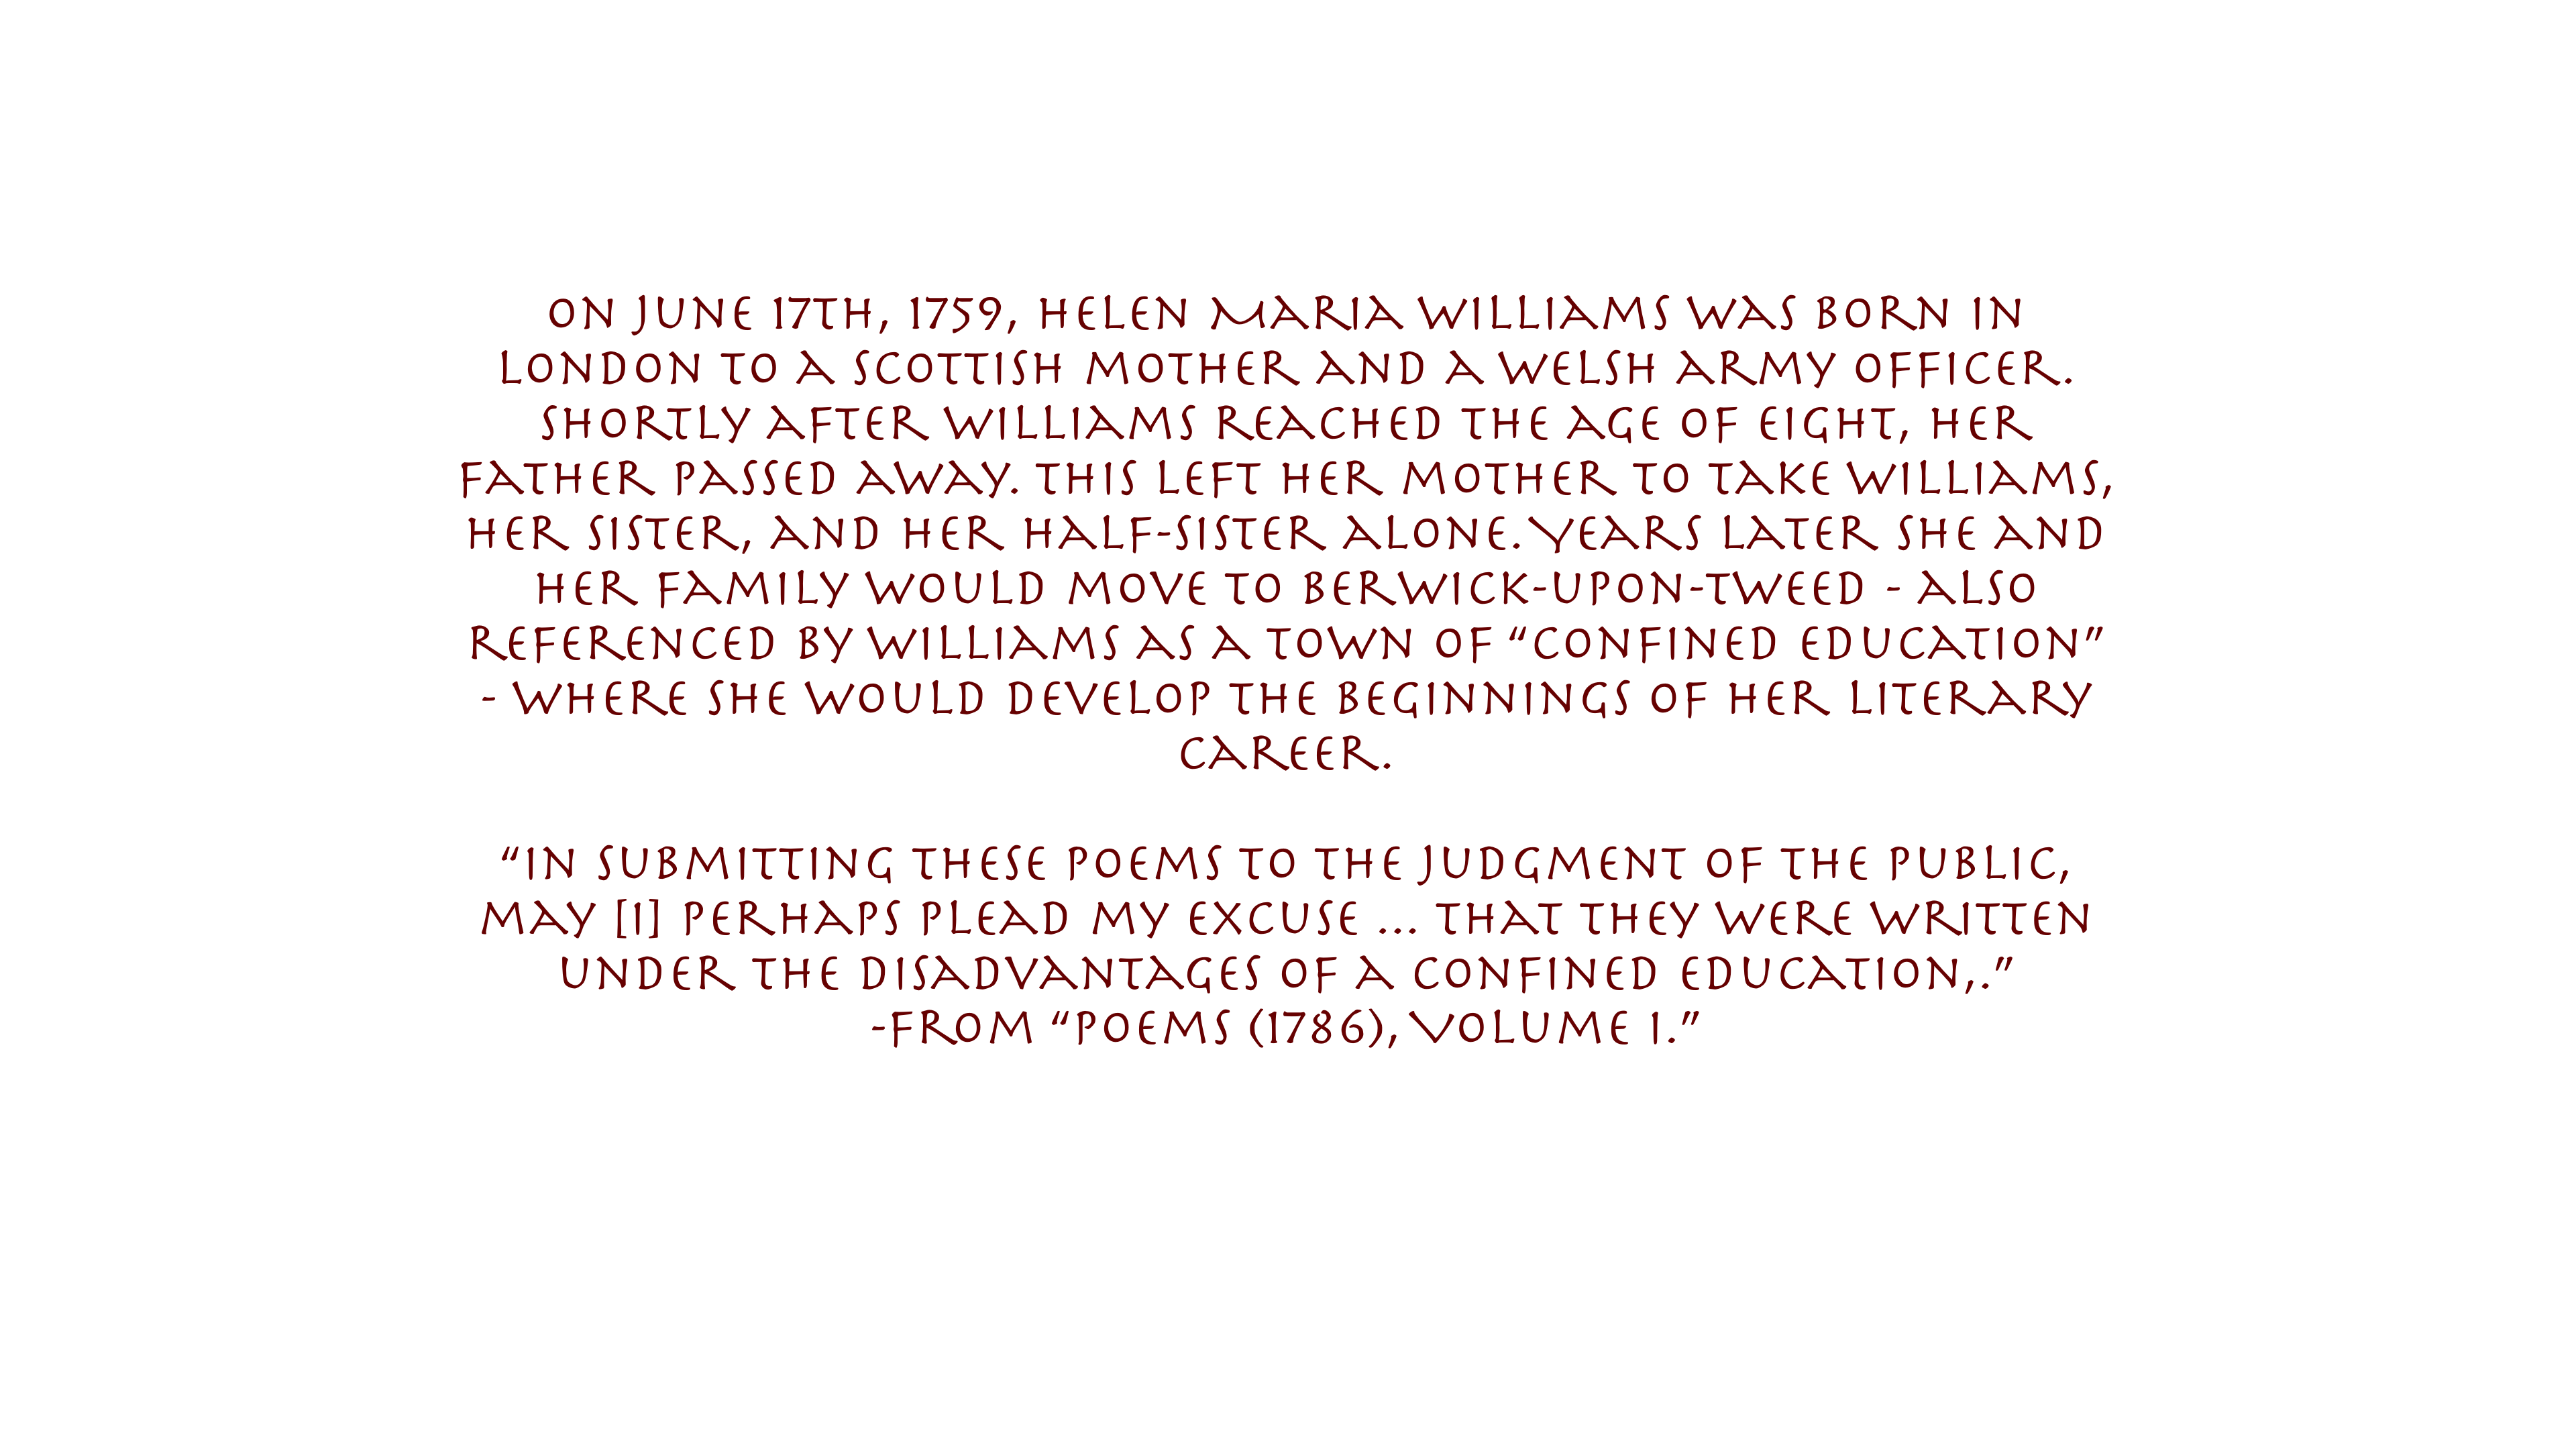 On June 17th, 1759, Helen Maria Williams was born in
London to a Scottish mother and a Welsh army officer.
Shortly after Williams reached the age of eight, her
father passed away. This left her mother to take Williams,
her sister, and her half-sister alone. Years later she and
her family would move to Berwick-upon-Tweed - also
referenced by Williams as a town of “confined education”
- where she would develop the beginnings of her literary
career.

“In submitting these poems to the judgment of the public,
may [I] perhaps plead my excuse ... that they were written
under the disadvantages of a confined education,.”
-From “Poems (1786), Volume I.”